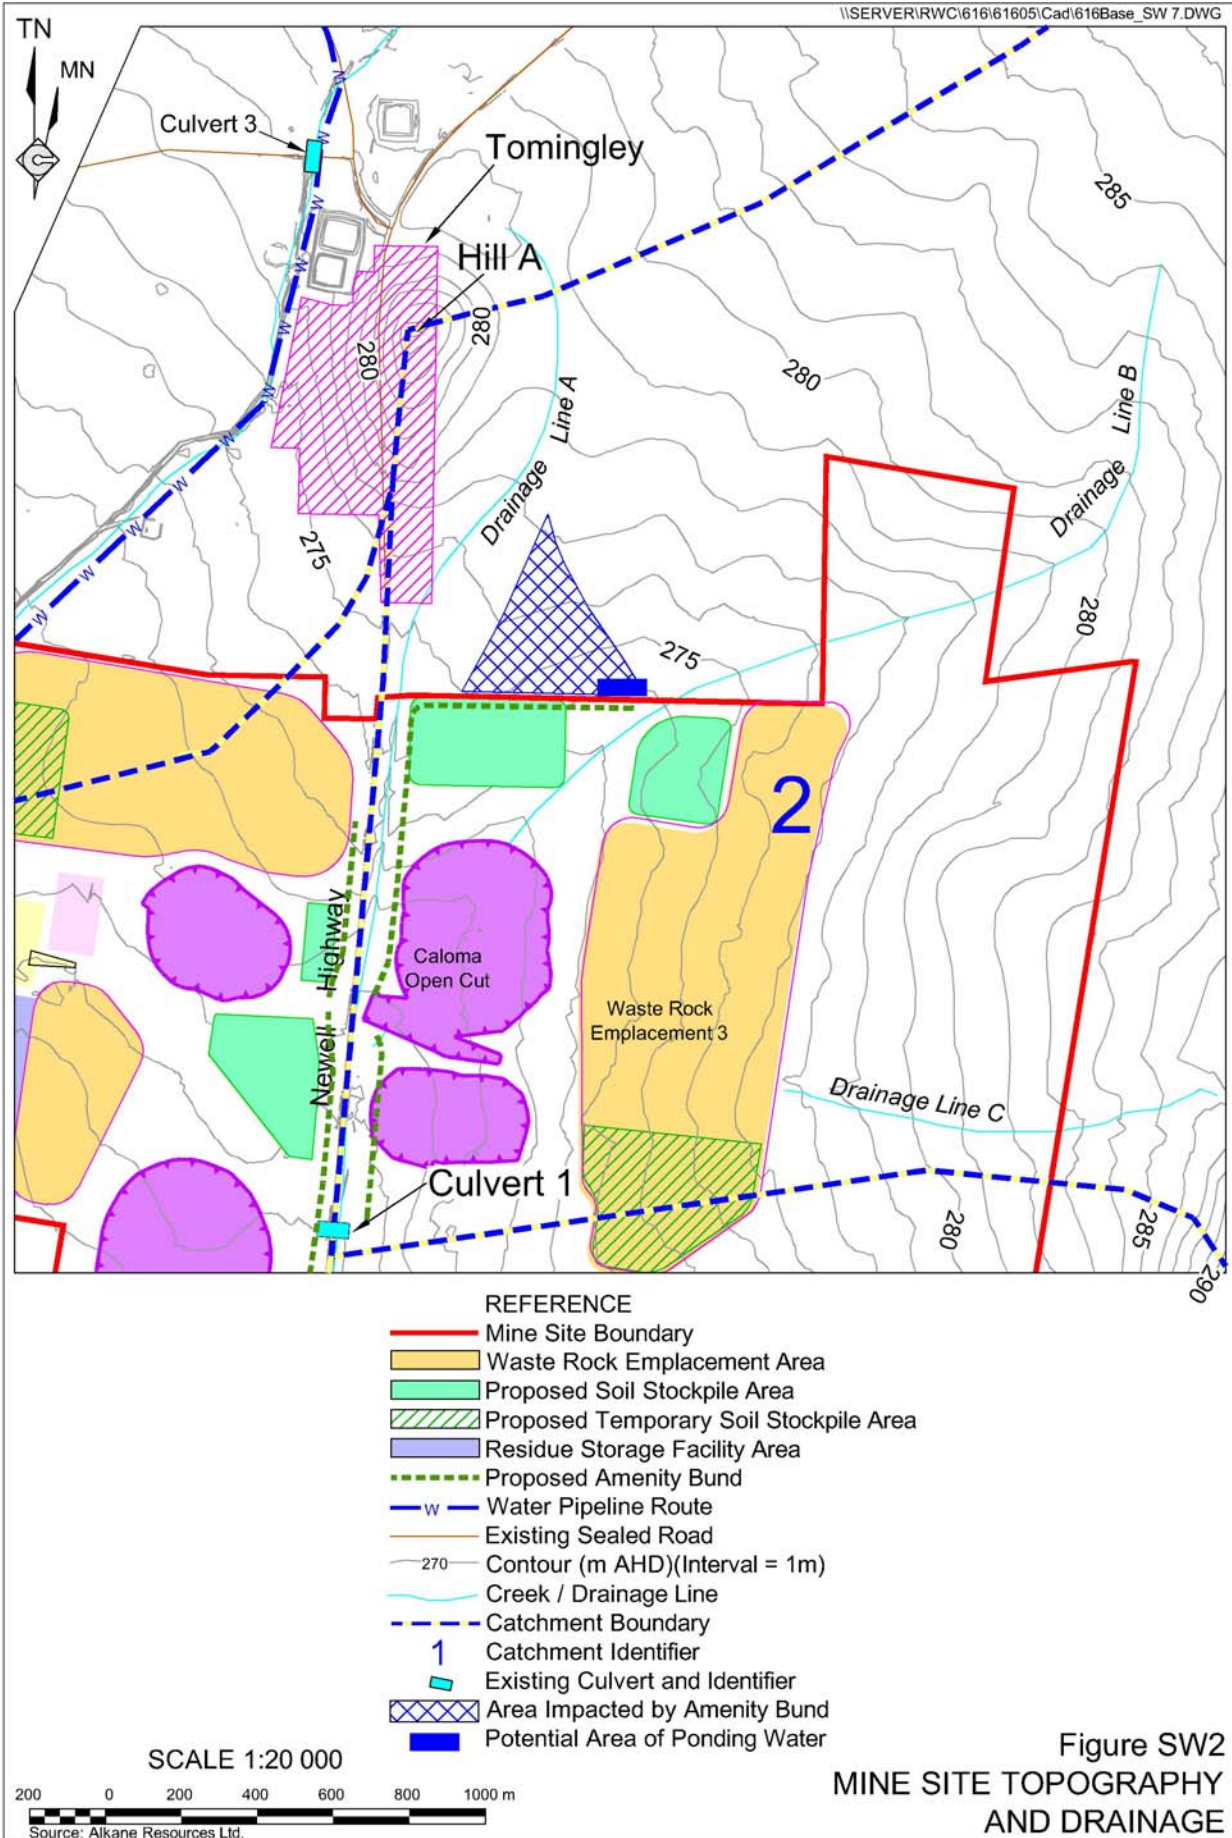 \\SERVER\RWC\616\61605\Cad\616Base_SW 7.DWG
TN
MN
Culvert 3
Tomingley
Hill A
285
280
280
280
Line A
Drainage
Line B
Drainage
275
275
280
2
Newell Highway
Caloma
Open Cut
Waste Rock
Emplacement 3
Drainage Line C
Culvert 1
280
285
290
W
W
W
W
W
W
W
W
W
W
W
REFERENCE
Mine Site Boundary
Waste Rock Emplacement Area
Proposed Soil Stockpile Area
Proposed Temporary Soil Stockpile Area
Residue Storage Facility Area
Proposed Amenity Bund
W Water Pipeline Route
Existing Sealed Road
270 Contour (m AHD)(Interval = 1m)
Creek / Drainage Line
Catchment Boundary
1 Catchment Identifier
Existing Culvert and Identifier
Area Impacted by Amenity Bund
Potential Area of Ponding Water
SCALE 1:20 000
200 0 200 400 600 800 1000 m
Source: Alkane Resources Ltd.
Figure SW2
MINE SITE TOPOGRAPHY
AND DRAINAGE